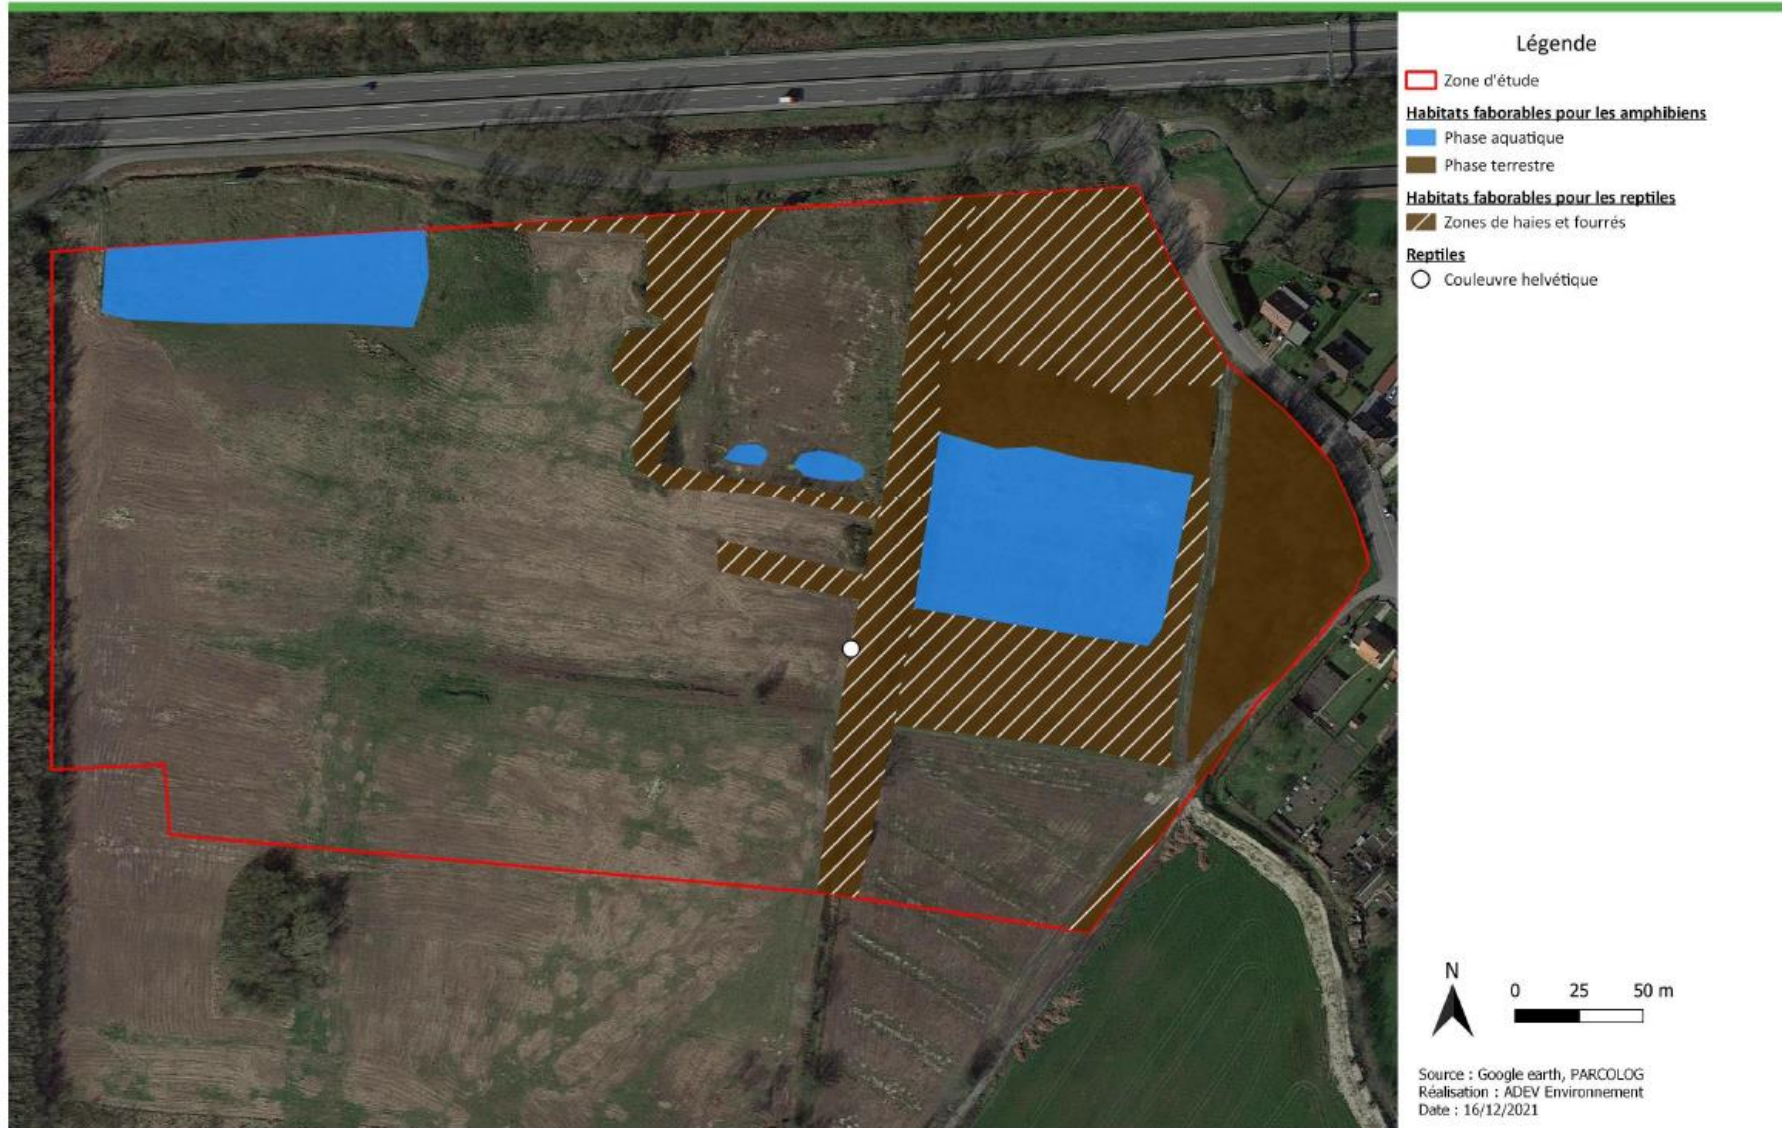 Légende
Zone d'étude
Habitats faborables pour les amphibiens
Phase aquatique
Phase terrestre
Habitats faborables pour les reptiles
Zones de haies et fourrés
Reptiles
Couleuvre helvétique
N
0 25 50 m
Source : Google earth, PARCOLOG
Réalisation : ADEV Environnement
Date : 16/12/2021